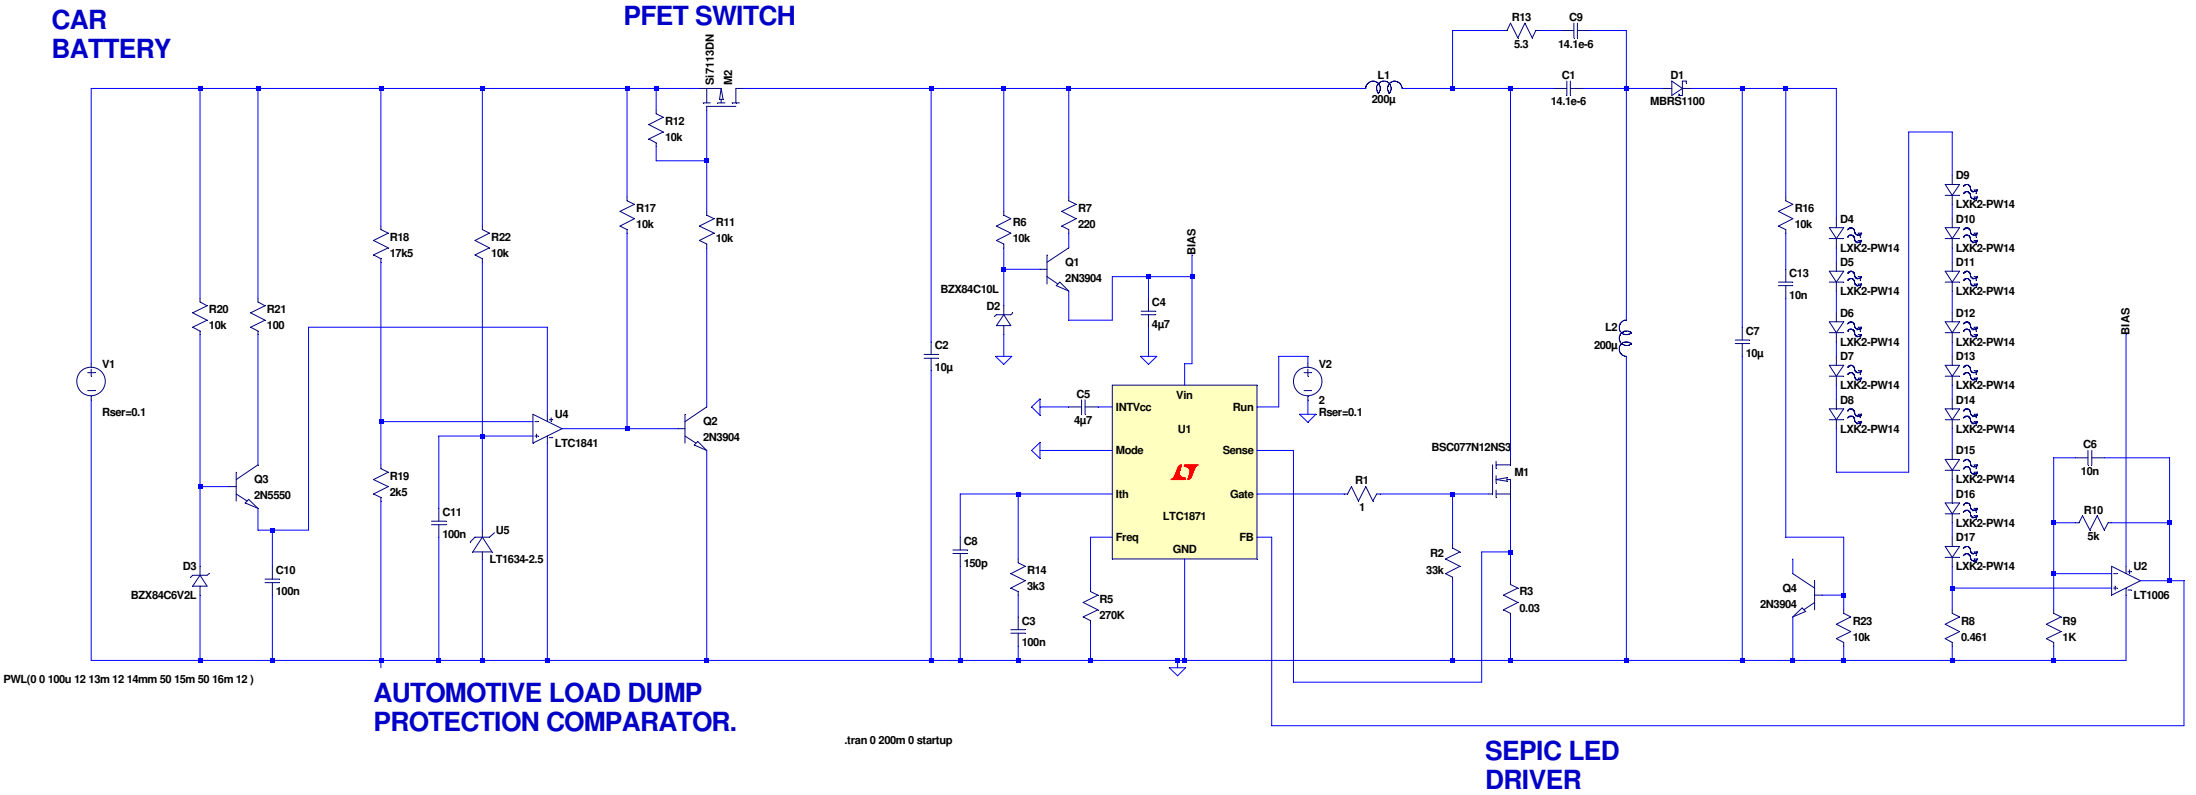 CAR
BATTERY
PFET SWITCH
Si7113DN
M2
R12
10k
R17
10k
R11
10k
R18
17k5
R22
10k
R20
10k
R21
100
V1
Rser=0.1
U4
LTC1841
Q2
2N3904
Q3
2N5550
R19
2k5
C11
100n
U5
LT1634-2.5
D3
BZX84C6V2L
C10
100n
PWL(0 0 100u 12 13m 12 14mm 50 15m 50 16m 12 )
AUTOMOTIVE LOAD DUMP
PROTECTION COMPARATOR.
.tran 0 200m 0 startup
C2
10µ
R6
10k
R7
220
Q1
2N3904
BZX84C10L
D2
BIAS
C4
4µ7
C5
4µ7
INTVcc
Vin
Run
U1
Mode
Sense
Ith
Gate
LTC1871
Freq
FB
GND
V2
2
Rser=0.1
C8
150p
R14
3k3
C3
100n
R5
270K
R1
1
R2
33k
BSC077N12NS3
M1
R3
0.03
L1
200µ
R13
5.3
C9
14.1e-6
C1
14.1e-6
D1
MBRS1100
L2
200µ
C7
10µ
R16
10k
C13
10n
Q4
2N3904
R23
10k
D4
LXK2-PW14
D5
LXK2-PW14
D6
LXK2-PW14
D7
LXK2-PW14
D8
LXK2-PW14
D9
LXK2-PW14
D10
LXK2-PW14
D11
LXK2-PW14
D12
LXK2-PW14
D13
LXK2-PW14
D14
LXK2-PW14
D15
LXK2-PW14
D16
LXK2-PW14
D17
LXK2-PW14
R8
0.461
BIAS
C6
10n
R10
5k
U2
LT1006
R9
1K
SEPIC LED
DRIVER